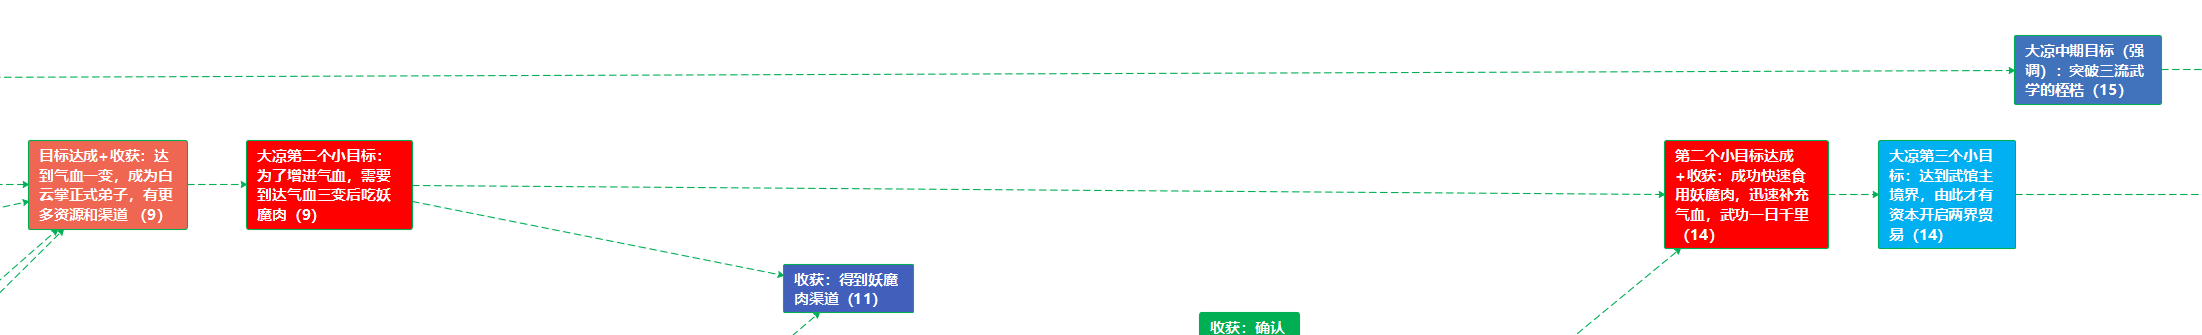 大凉中期目标（强
调）：突破三流武
学的桎梏（15）
目标达成+收获：达
到气血一变，成为白
云掌正式弟子，有更
多资源和渠道 （9）
大凉第二个小目标：
为了增进气血，需要
到达气血三变后吃妖
魔肉（9）
第二个小目标达成
+收获：成功快速食
用妖魔肉，迅速补充
气血，武功一日千里
（14）
大凉第三个小目
标：达到武馆主
境界，由此才有
资本开启两界贸
易（14）
收获：得到妖魔
肉渠道（11）
收获：确认